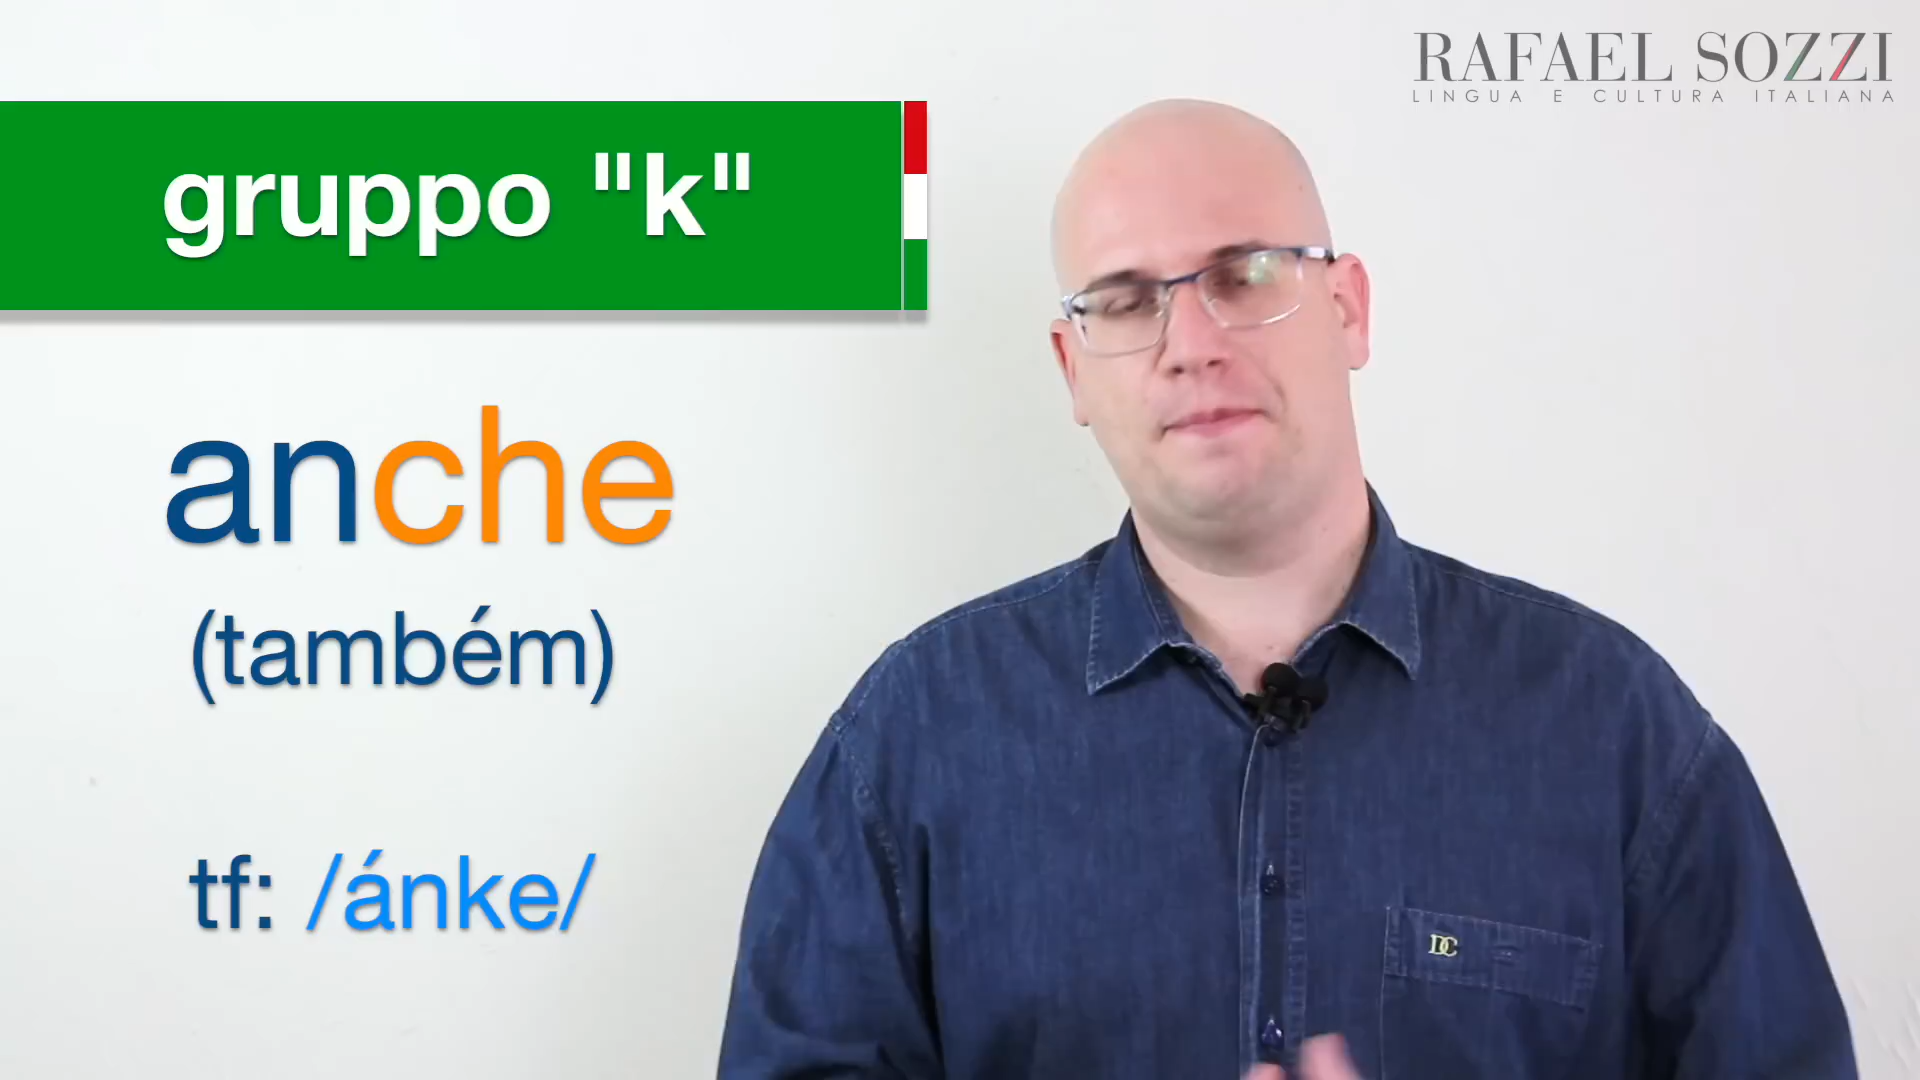 RAFAEL SOZZI
LINGUA E CULTURA ITALIANA
gruppo "k"
anche
(também)
tf: /ánke/
DC